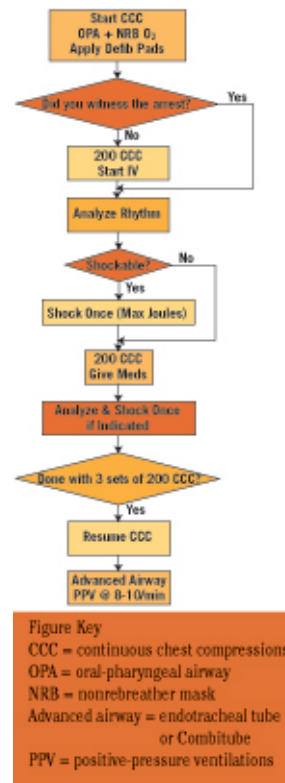 Start CCC
OPA + NRB O₂
Apply Defib Pads
Did you witness the arrest?
Yes
No
200 CCC
Start IV
Analyze Rhythm
Shockable?
No
Yes
Shock Once (Max Joules)
200 CCC
Give Meds
Analyze & Shock Once
if Indicated
Done with 3 sets of 200 CCC?
Yes
Resume CCC
Advanced Airway
PPV @ 8-10/min
Figure Key
CCC = continuous chest compressions
OPA = oral-pharyngeal airway
NRB = nonrebreather mask
Advanced airway = endotracheal tube
or Combitube
PPV = positive-pressure ventilations